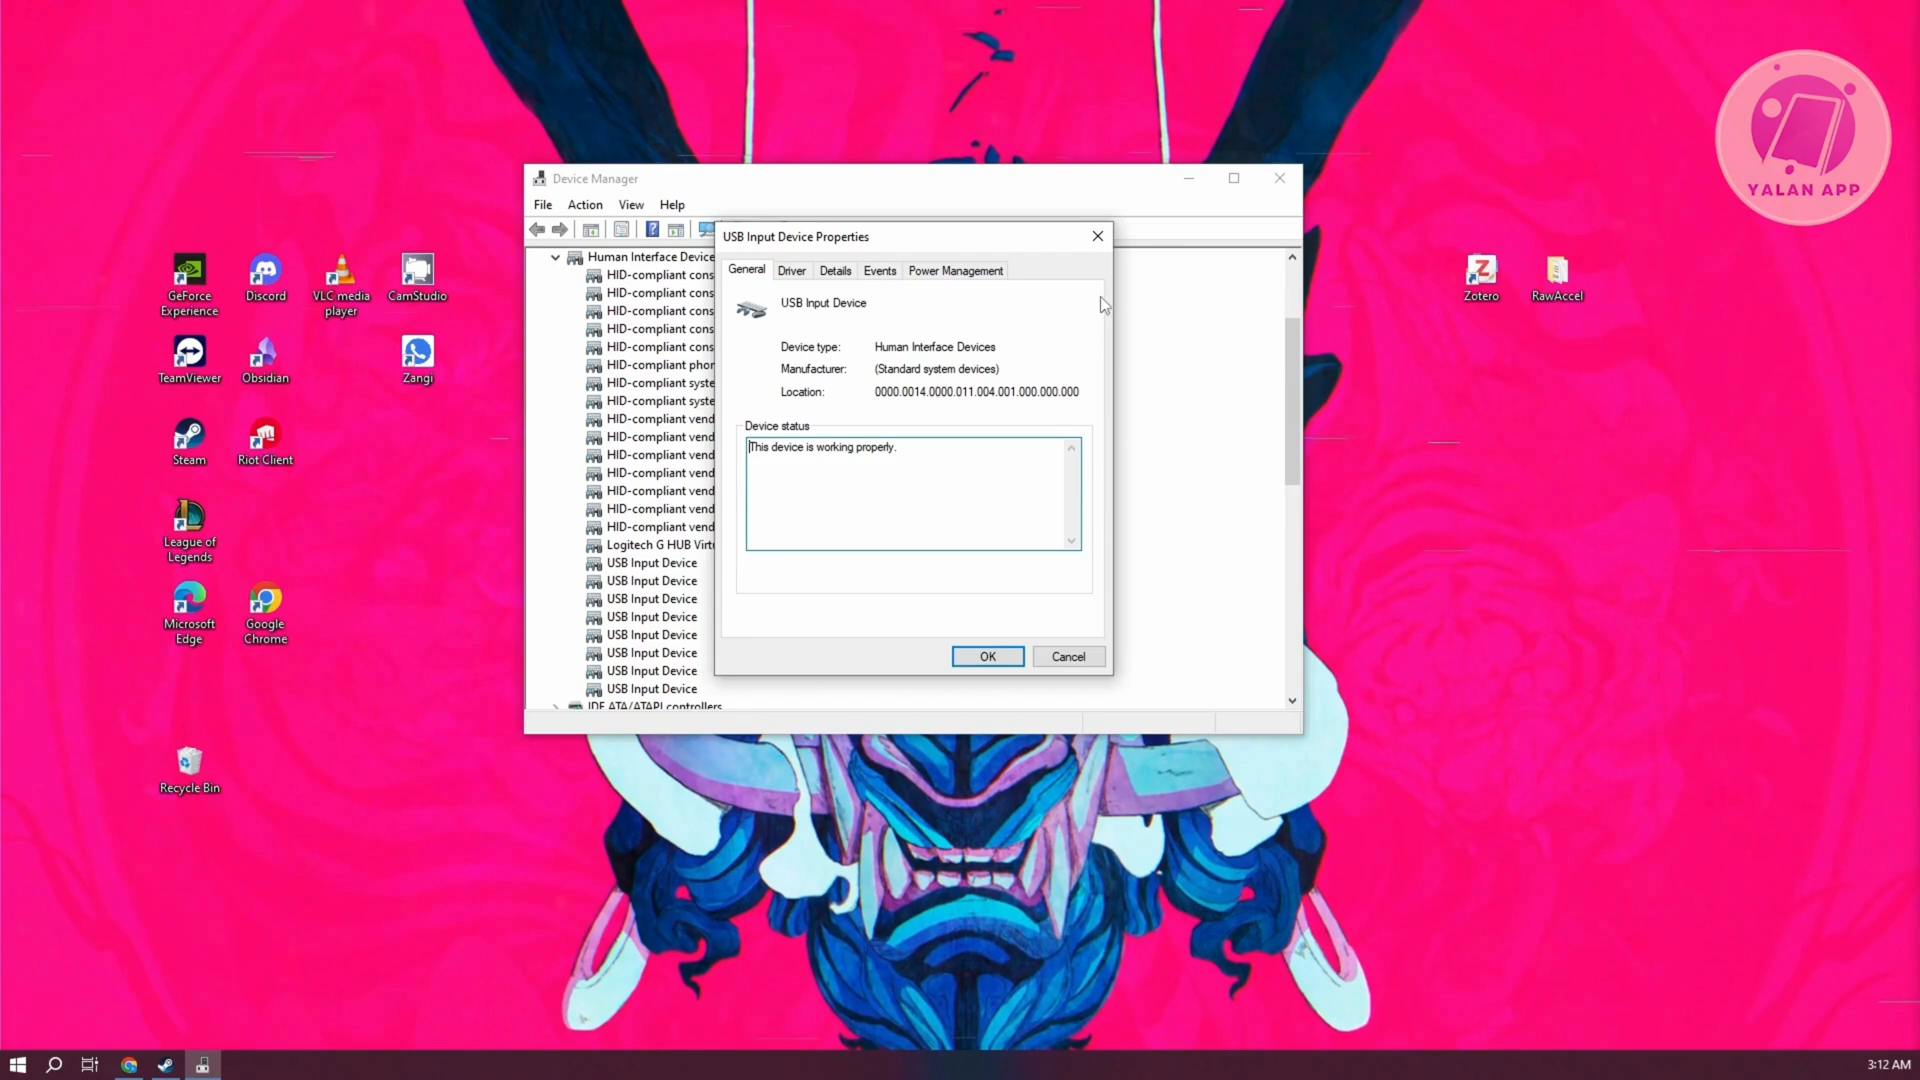 YALAN APP
Device Manager
File Action View Help
USB Input Device Properties
General Driver Details Events Power Management
USB Input Device
Device type: Human Interface Devices
Manufacturer: (Standard system devices)
Location: 0000.0014.0000.011.004.001.000.000.000
Device status
This device is working properly.
OK Cancel
Human Interface Device
HID-compliant cons
HID-compliant cons
HID-compliant cons
HID-compliant cons
HID-compliant cons
HID-compliant phor
HID-compliant syste
HID-compliant syste
HID-compliant vend
HID-compliant vend
HID-compliant vend
HID-compliant vend
HID-compliant vend
HID-compliant vend
HID-compliant vend
Logitech G HUB Virtu
USB Input Device
USB Input Device
USB Input Device
USB Input Device
USB Input Device
USB Input Device
USB Input Device
USB Input Device
IDE ATA/ATAPI controllers
GeForce
Experience
Discord
VLC media
player
CamStudio
TeamViewer
Obsidian
Zangi
Steam
Riot Client
League of
Legends
Microsoft
Edge
Google
Chrome
Recycle Bin
Zotero
RawAccel
3:12 AM